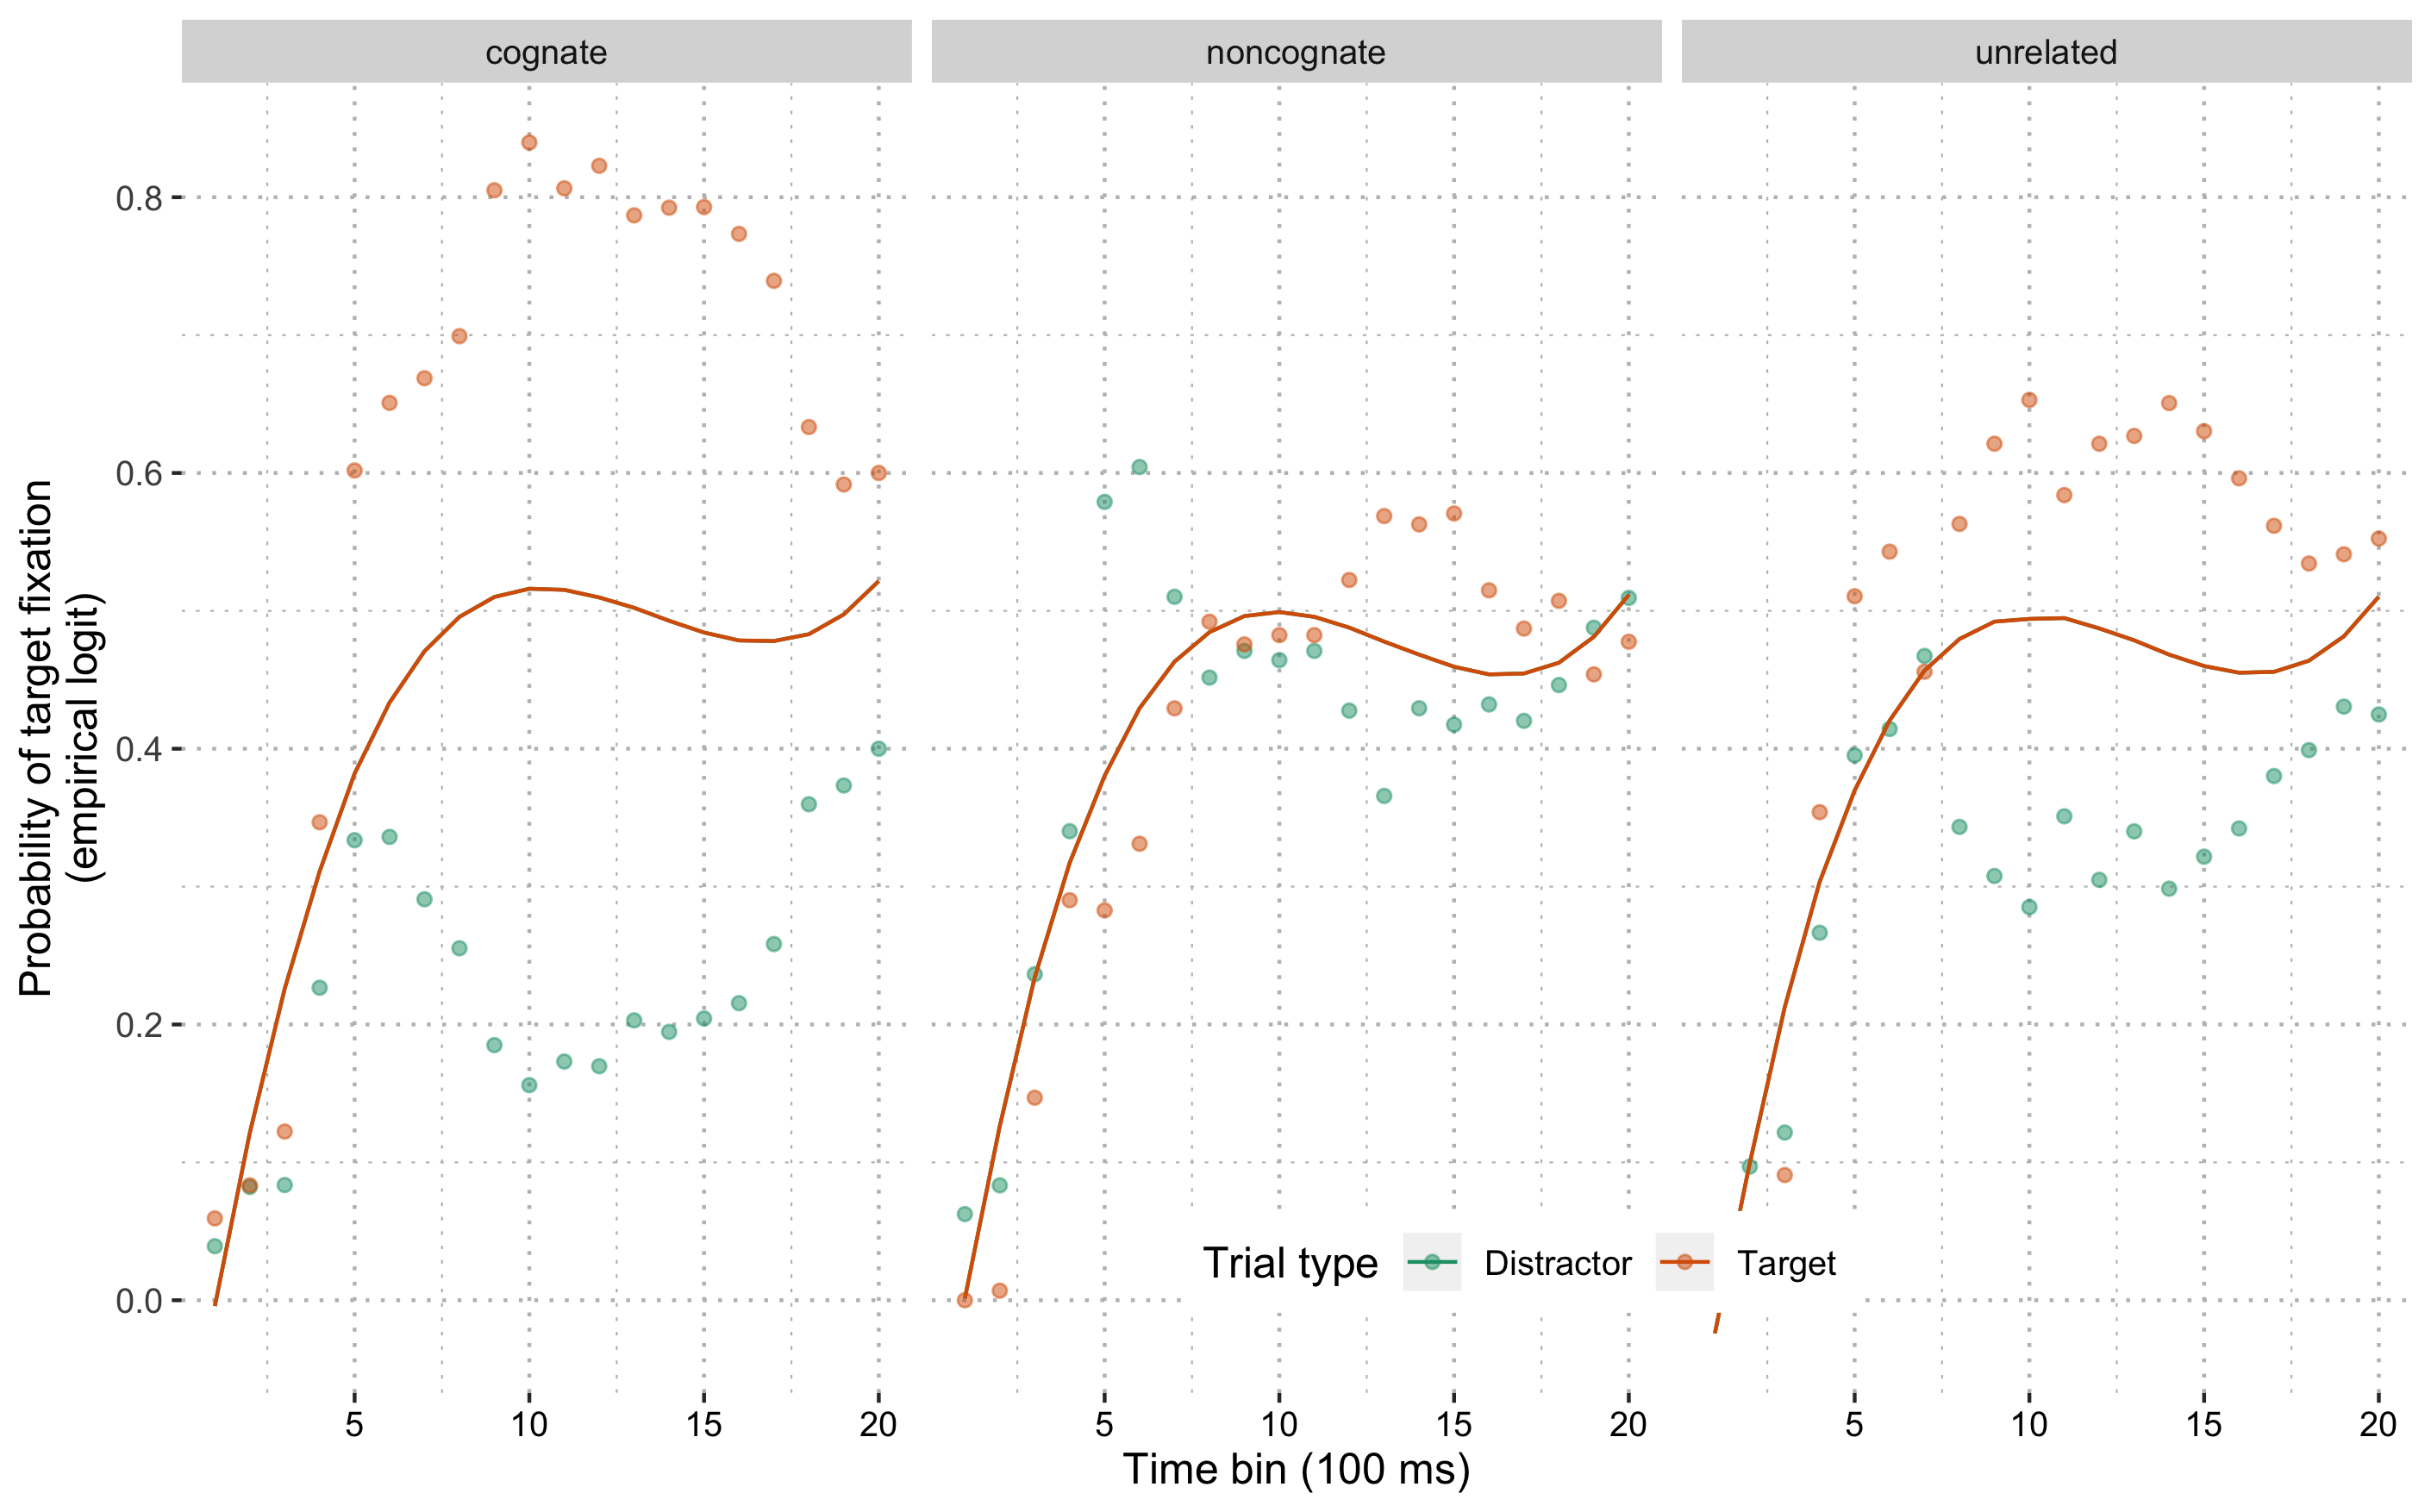 cognate noncognate unrelated
Probability of target fixation
(empirical logit)
0.8
0.6
0.4
0.2
0.0
Trial type Distractor Target
5 10 15 20 5 10 15 20 5 10 15 20
Time bin (100 ms)